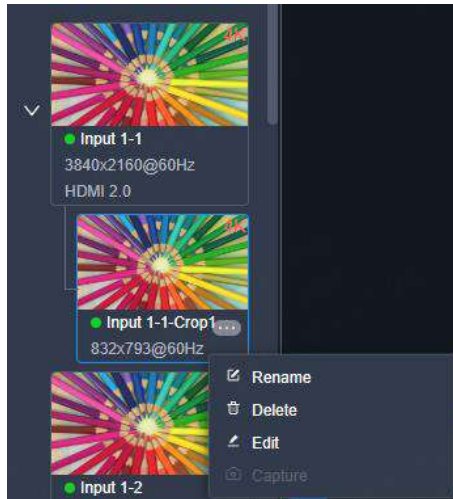 4K
Input 1-1
3840x2160@60Hz
HDMI 2.0
4K
Input 1-1-Crop1
832x793@60Hz
Rename
Delete
Edit
Capture
Input 1-2